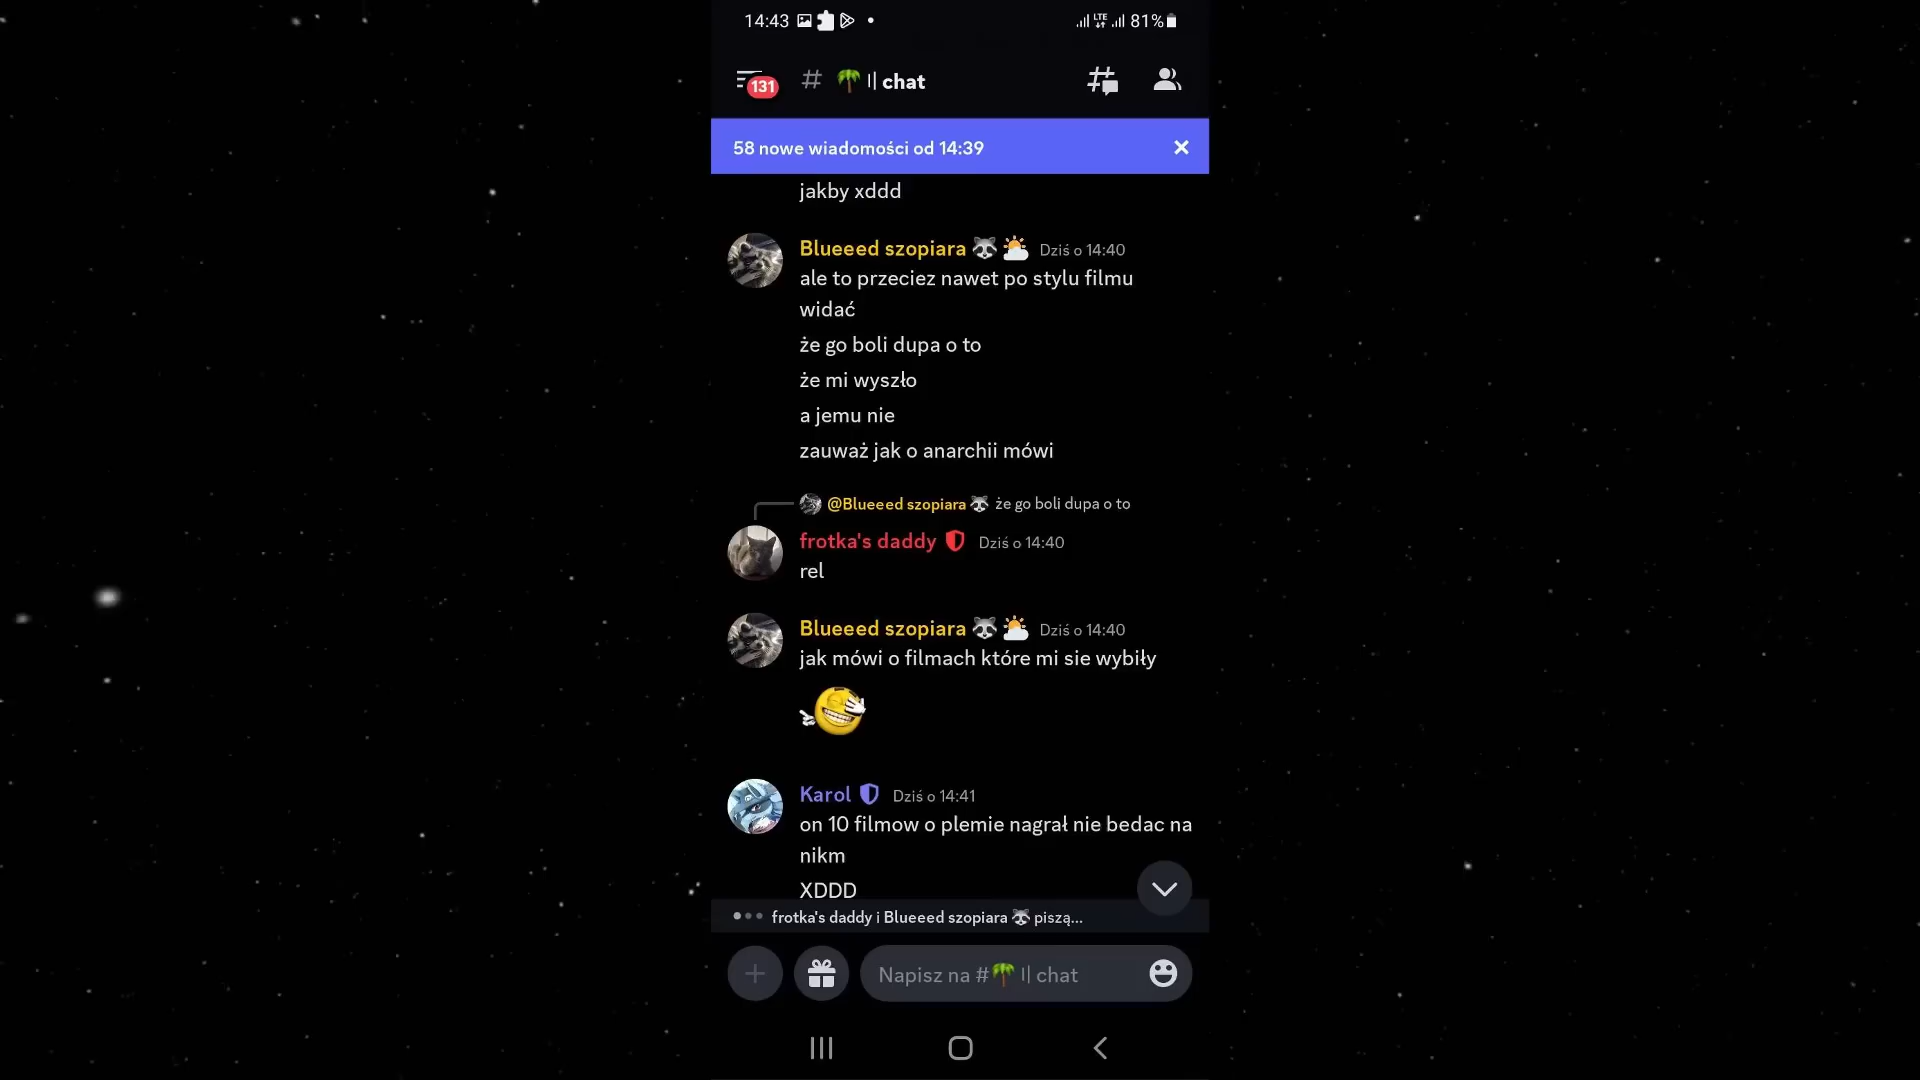 14:43 LTE 81%
131 # 🌴 〢chat
58 nowe wiadomości od 14:39
jakby xddd
Blueeed szopiara 🦝 🌤️ Dziś o 14:40
ale to przeciez nawet po stylu filmu
widać
że go boli dupa o to
że mi wyszło
a jemu nie
zauważ jak o anarchii mówi
@Blueeed szopiara 🦝 że go boli dupa o to
frotka's daddy Dziś o 14:40
rel
Blueeed szopiara 🦝 🌤️ Dziś o 14:40
jak mówi o filmach które mi sie wybiły
Karol Dziś o 14:41
on 10 filmow o plemie nagrał nie bedac na
nikm
XDDD
frotka's daddy i Blueeed szopiara 🦝 piszą...
Napisz na #🌴〢chat